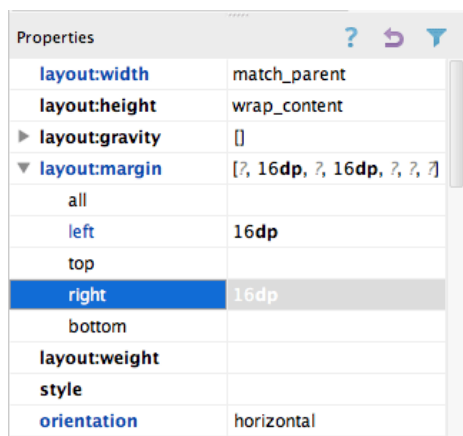 Properties ?
layout:width match_parent
layout:height wrap_content
layout:gravity []
layout:margin [?, 16dp, ?, 16dp, ?, ?, ?]
all
left 16dp
top
right 16dp
bottom
layout:weight
style
orientation horizontal